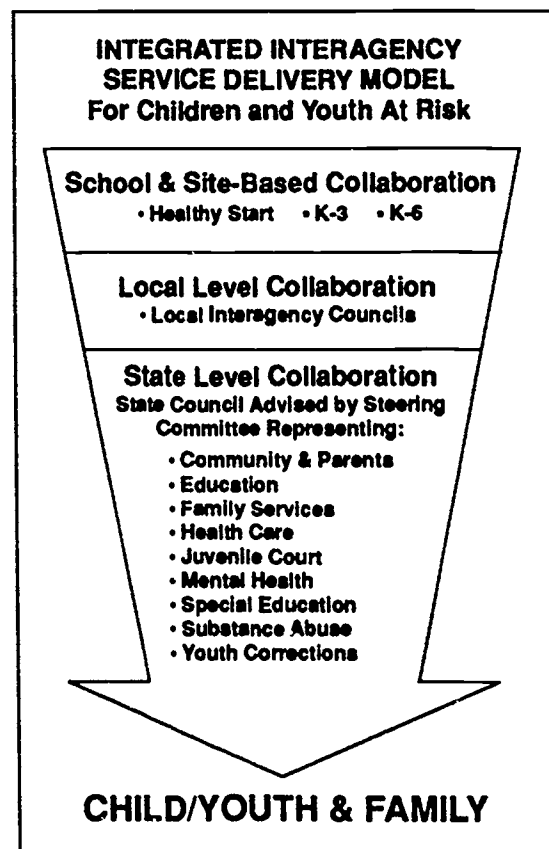 INTEGRATED INTERAGENCY
SERVICE DELIVERY MODEL
For Children and Youth At Risk
School & Site-Based Collaboration
• Healthy Start • K-3 • K-6
Local Level Collaboration
• Local Interagency Councils
State Level Collaboration
State Council Advised by Steering
Committee Representing:
• Community & Parents
• Education
• Family Services
• Health Care
• Juvenile Court
• Mental Health
• Special Education
• Substance Abuse
• Youth Corrections
CHILD/YOUTH & FAMILY